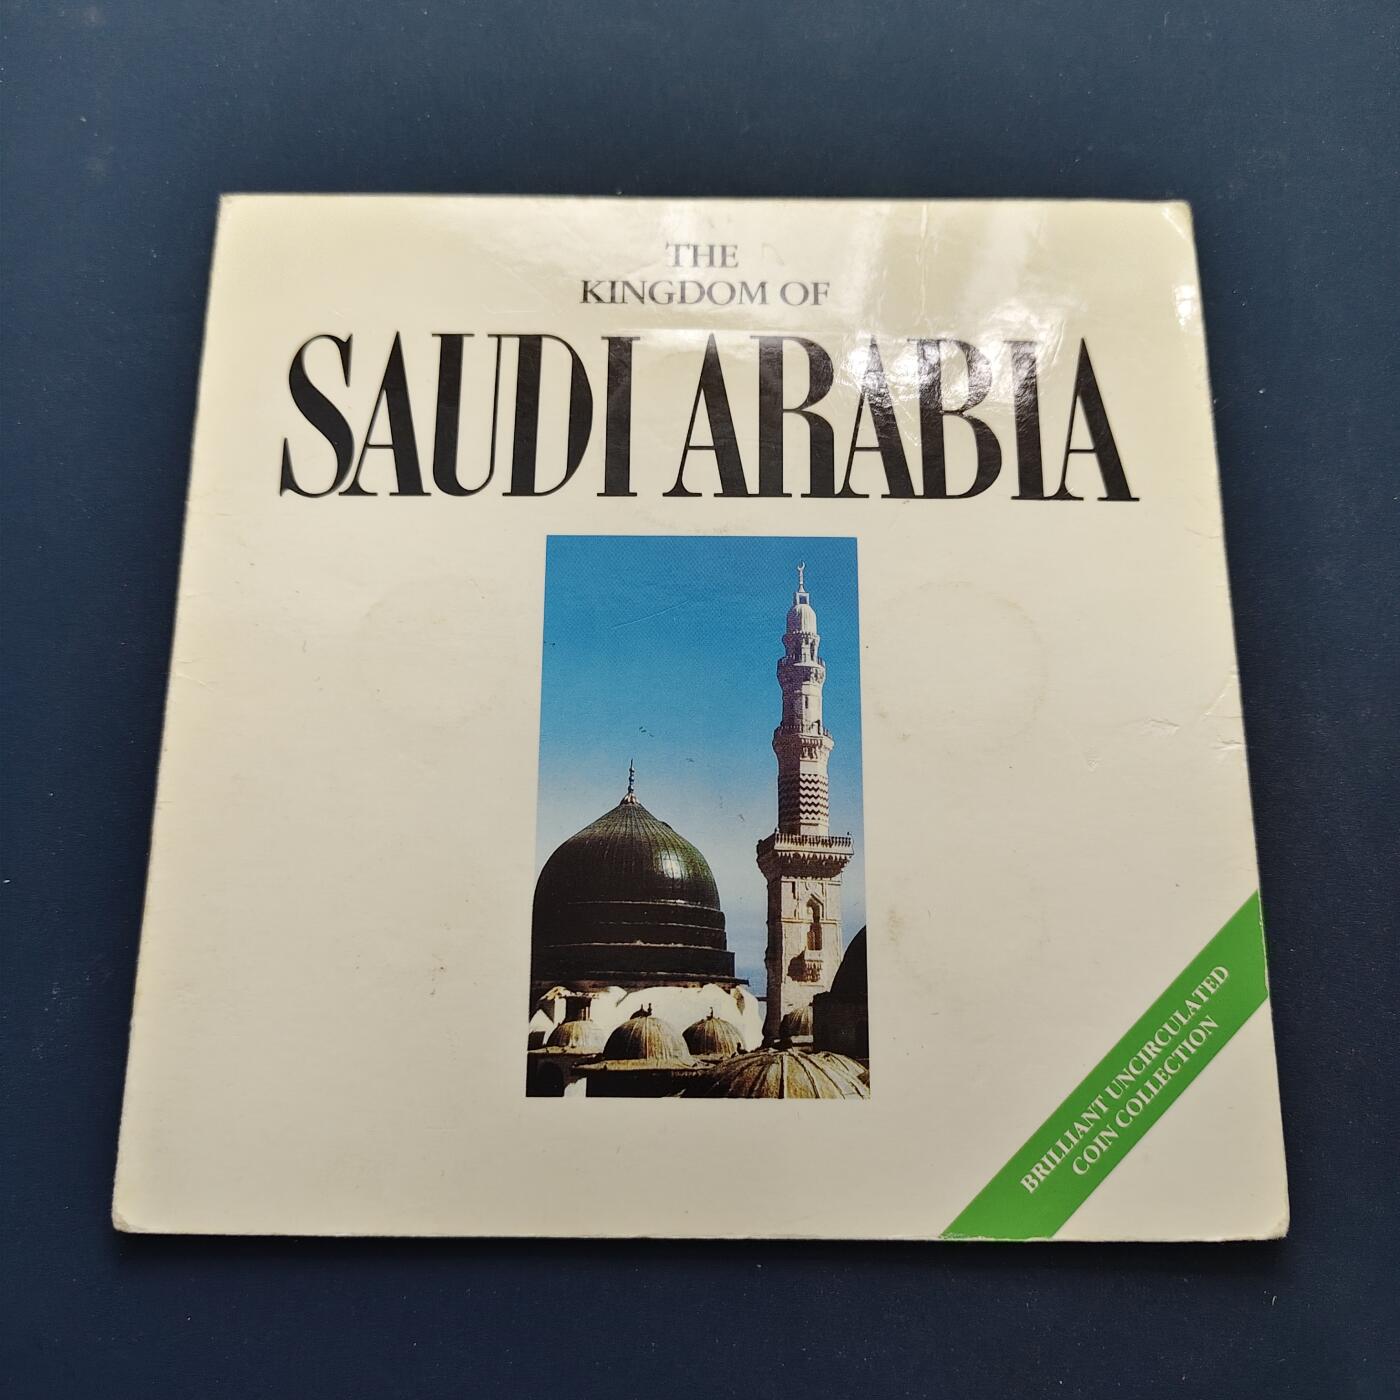 THE
KINGDOM OF
SAUDI ARABIA
BRILLIANT UNCIRCULATED
COIN COLLECTION